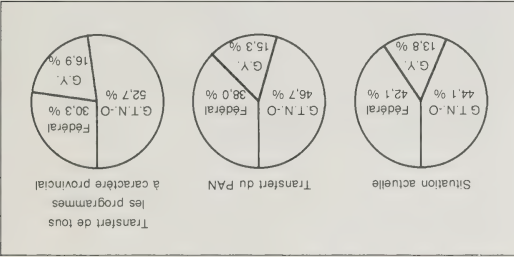 Situation actuelle
G.T.N.-O
44,1 %
Fédéral
42,1 %
G.Y.
13,8 %
Transfert du PAN
G.T.N.-O
46,7 %
Fédéral
38,0 %
G.Y.
15,3 %
Transfert de tous
les programmes
à caractère provincial
G.T.N.-O
52,7 %
Fédéral
30,3 %
G.Y.
16,9 %